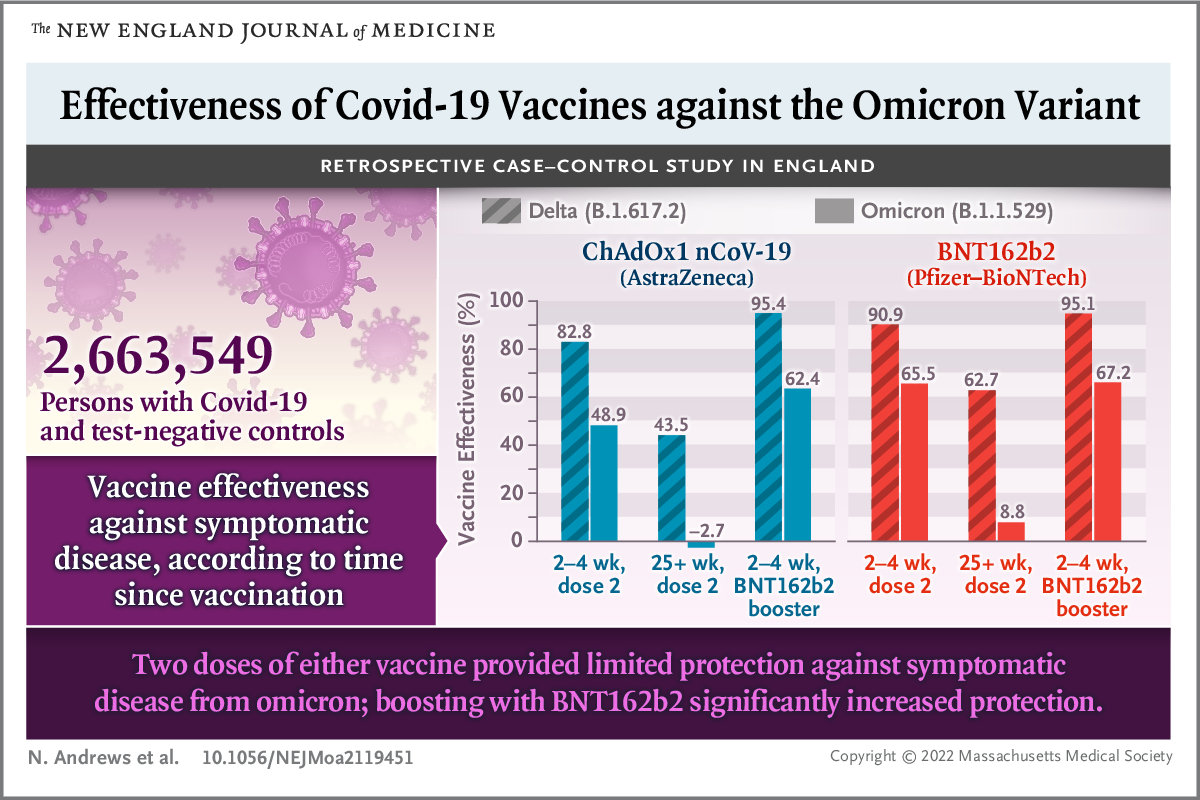 The NEW ENGLAND JOURNAL of MEDICINE
Effectiveness of Covid-19 Vaccines against the Omicron Variant
RETROSPECTIVE CASE–CONTROL STUDY IN ENGLAND
2,663,549
Persons with Covid-19
and test-negative controls
Vaccine effectiveness
against symptomatic
disease, according to time
since vaccination
Delta (B.1.617.2)
Omicron (B.1.1.529)
ChAdOx1 nCoV-19
(AstraZeneca)
BNT162b2
(Pfizer–BioNTech)
Vaccine Effectiveness (%)
100
80
60
40
20
0
82.8
48.9
43.5
–2.7
95.4
62.4
90.9
65.5
62.7
8.8
95.1
67.2
2–4 wk,
dose 2
25+ wk,
dose 2
2–4 wk,
BNT162b2
booster
2–4 wk,
dose 2
25+ wk,
dose 2
2–4 wk,
BNT162b2
booster
Two doses of either vaccine provided limited protection against symptomatic
disease from omicron; boosting with BNT162b2 significantly increased protection.
N. Andrews et al. 10.1056/NEJMoa2119451
Copyright © 2022 Massachusetts Medical Society